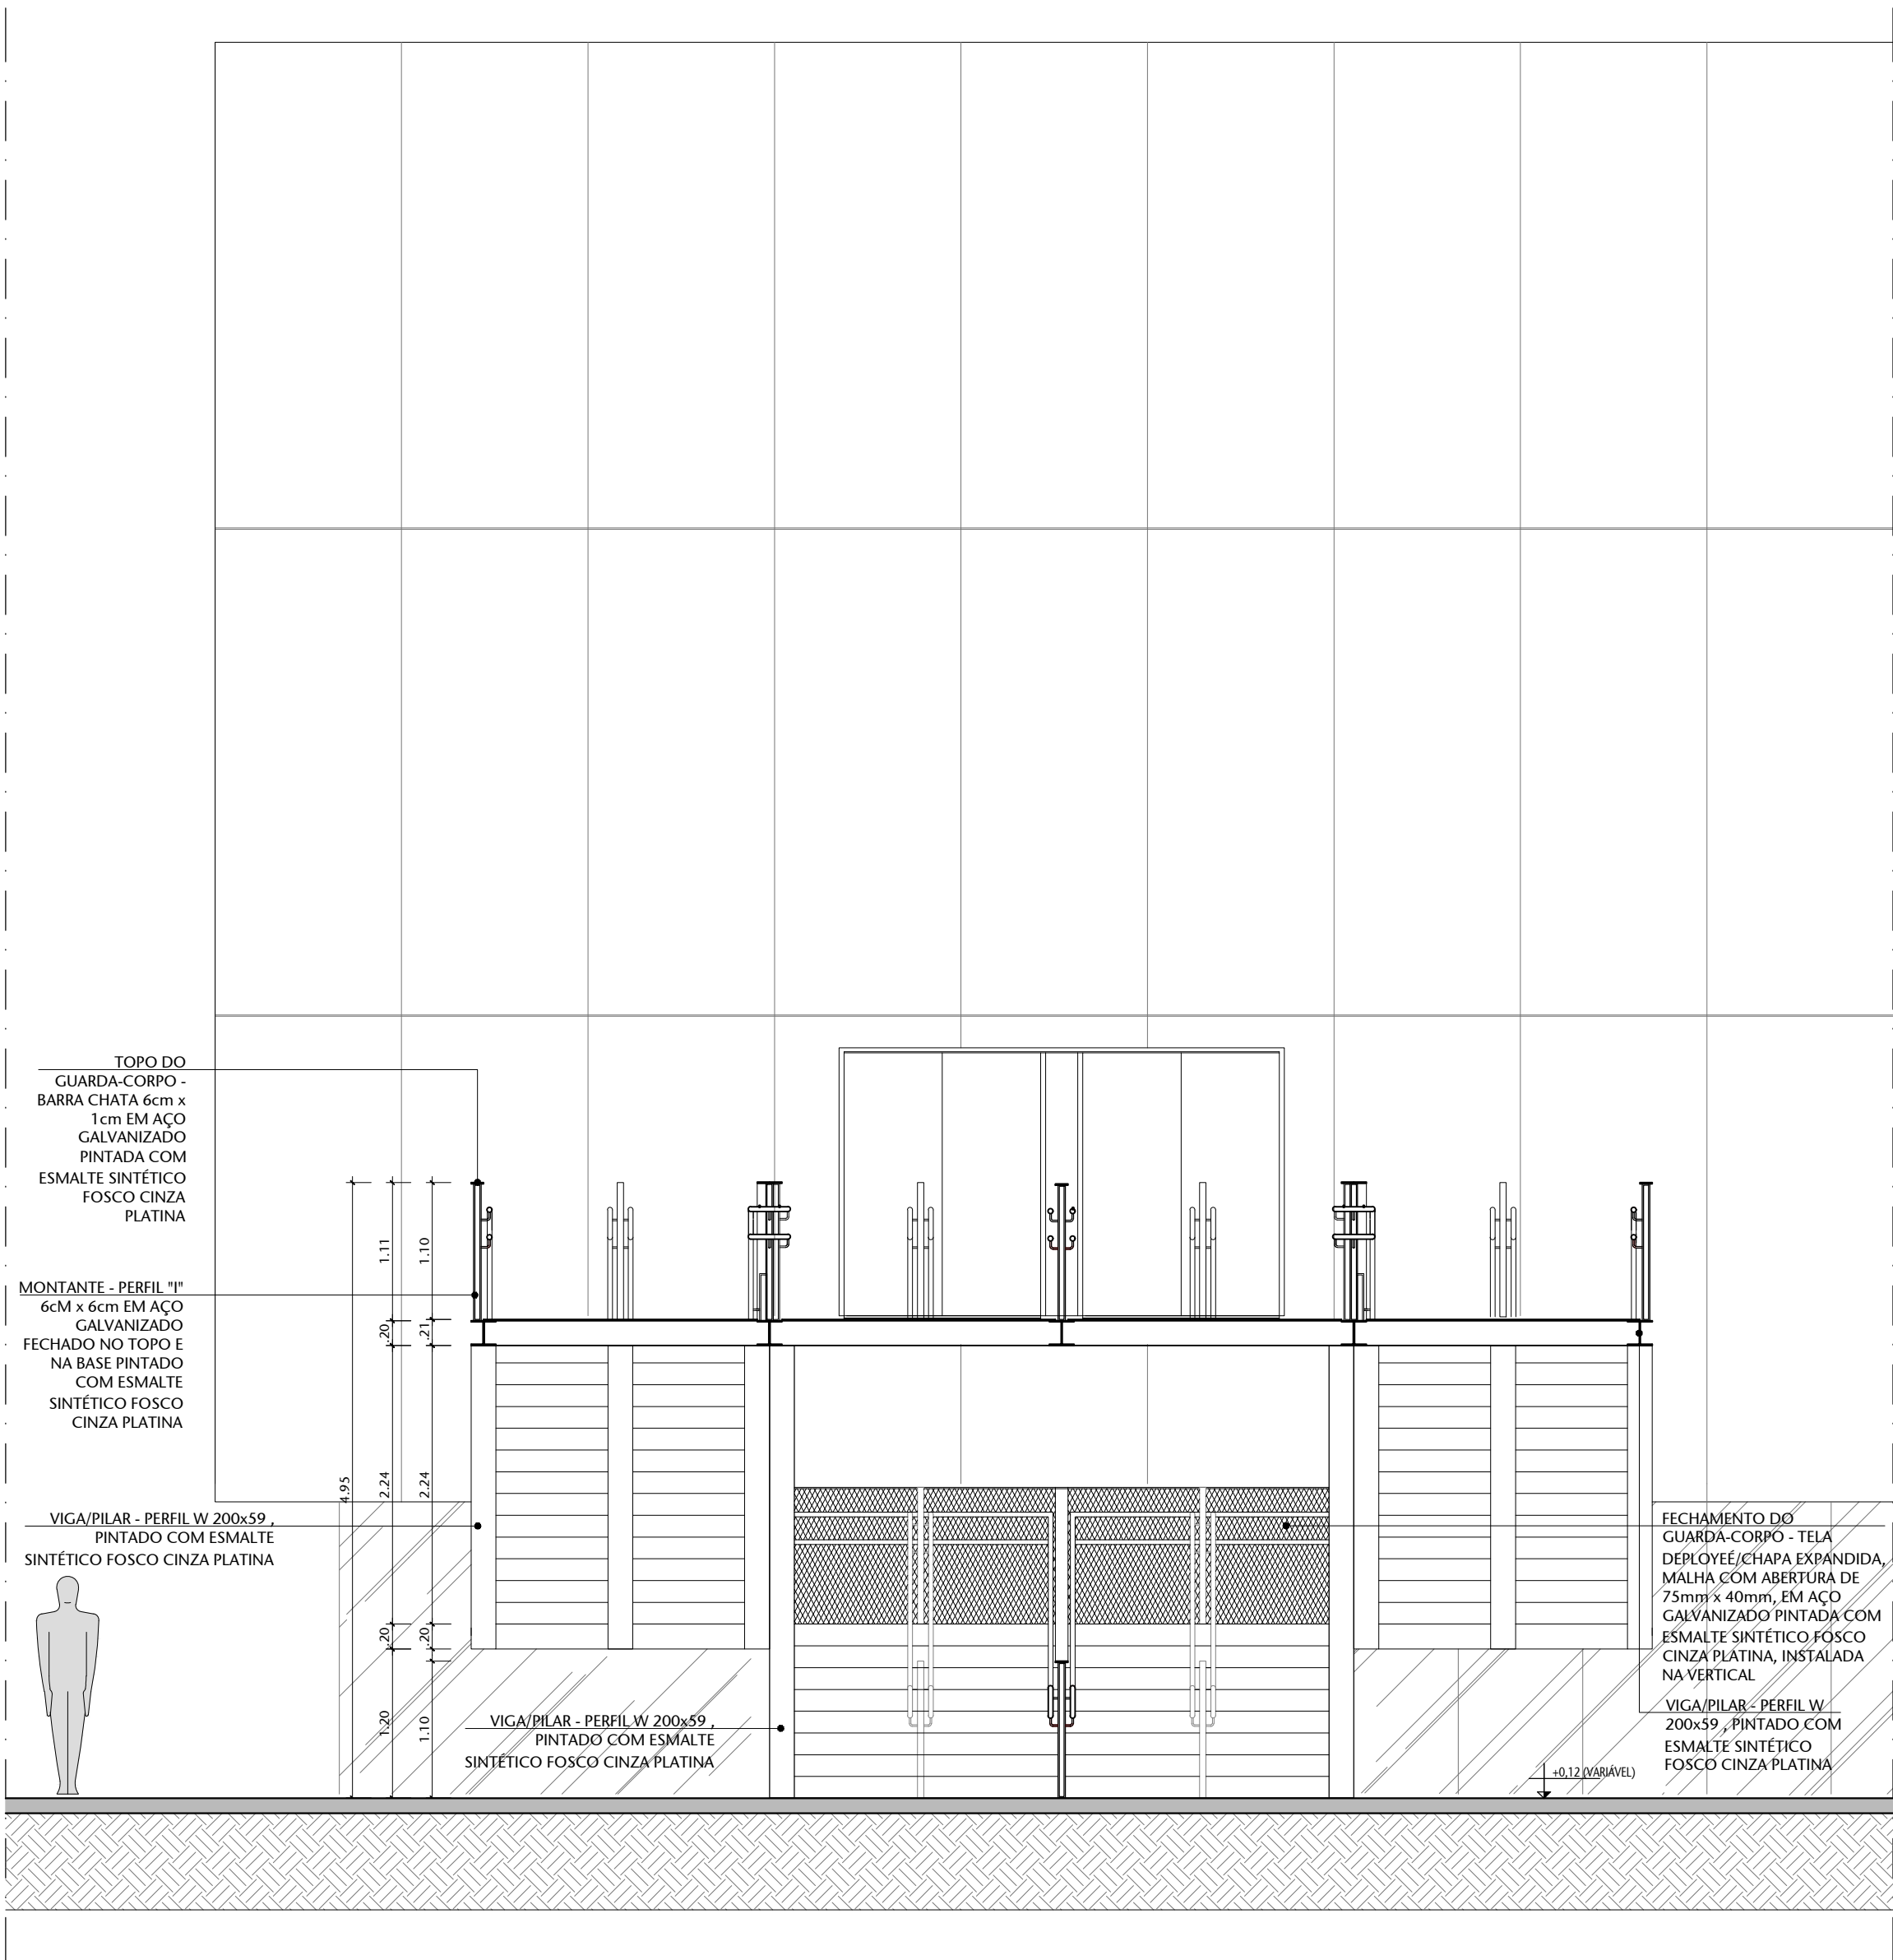 TOPO DO
GUARDA-CORPO -
BARRA CHATA 6cm x
1cm EM AÇO
GALVANIZADO
PINTADA COM
ESMALTE SINTÉTICO
FOSCO CINZA
PLATINA
MONTANTE - PERFIL "I"
6cM x 6cm EM AÇO
GALVANIZADO
FECHADO NO TOPO E
NA BASE PINTADO
COM ESMALTE
SINTÉTICO FOSCO
CINZA PLATINA
VIGA/PILAR - PERFIL W 200x59 ,
PINTADO COM ESMALTE
SINTÉTICO FOSCO CINZA PLATINA
4.95
1.11
.20
2.24
.20
1.20
1.10
.21
2.24
.20
1.10
VIGA/PILAR - PERFIL W 200x59 ,
PINTADO COM ESMALTE
SINTÉTICO FOSCO CINZA PLATINA
FECHAMENTO DO
GUARDA-CORPO - TELA
DEPLOYEÉ/CHAPA EXPANDIDA,
MALHA COM ABERTURA DE
75mm x 40mm, EM AÇO
GALVANIZADO PINTADA COM
ESMALTE SINTÉTICO FOSCO
CINZA PLATINA, INSTALADA
NA VERTICAL
VIGA/PILAR - PERFIL W
200x59 , PINTADO COM
ESMALTE SINTÉTICO
FOSCO CINZA PLATINA
+0,12 (VARIÁVEL)